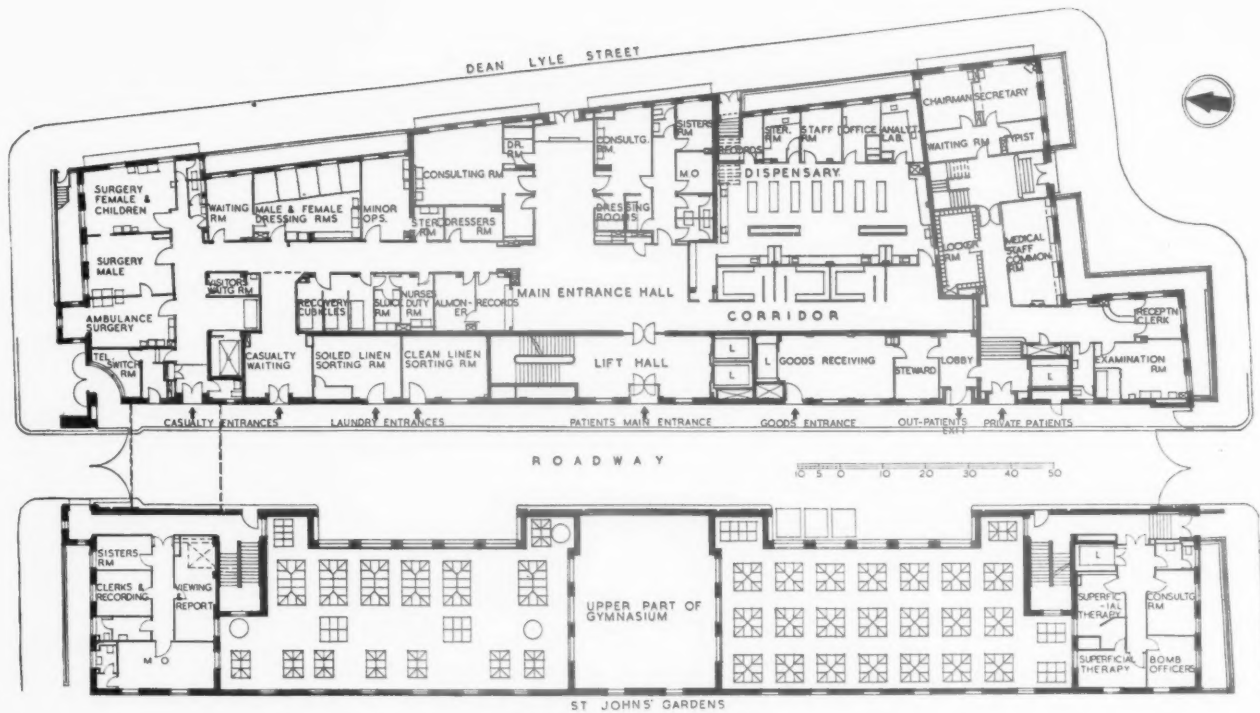 DEAN LYLE STREET
CHAIRMAN
SECRETARY
WAITING RM
TYPIST
SISTERS
RM
RECORDS
STER.
RM
STAFF
RM
OFFICE
ANALYT.
LAB.
DR.
RM
CONSULTG.
RM.
M O
DISPENSARY
CONSULTING RM
SURGERY
FEMALE &
CHILDREN
WAITING
RM
MALE & FEMALE
DRESSING RMS
MINOR
OPS.
STER.
RM
DRESSERS
RM
DRESSING
ROOMS
LOCKER
RM
MEDICAL
STAFF
COMMON
RM
SURGERY
MALE
VISITORS
WAITG RM
AMBULANCE
SURGERY
RECOVERY
CUBICLES
SLUICE
RM
NURSES
DUTY
RM
ALMON-
ER
RECORDS
MAIN ENTRANCE HALL
CORRIDOR
RECEPTN
CLERK
TEL.
SWITCH RM
CASUALTY
WAITING
SOILED LINEN
SORTING RM
CLEAN LINEN
SORTING RM
LIFT HALL
L
L
L
GOODS RECEIVING
STEWARD
LOBBY
L
EXAMINATION
RM
CASUALTY ENTRANCES
LAUNDRY ENTRANCES
PATIENTS MAIN ENTRANCE
GOODS ENTRANCE
OUT-PATIENTS
EXIT
PRIVATE PATIENTS
ROADWAY
10 5 0 10 20 30 40 50
SISTERS
RM
CLERKS &
RECORDING
VIEWING
&
REPORT
M O
UPPER PART OF
GYMNASIUM
L
SUPERFIC
-IAL
THERAPY
CONSULTG
RM
SUPERFICIAL
THERAPY
BOMB
OFFICERS
ST JOHNS' GARDENS